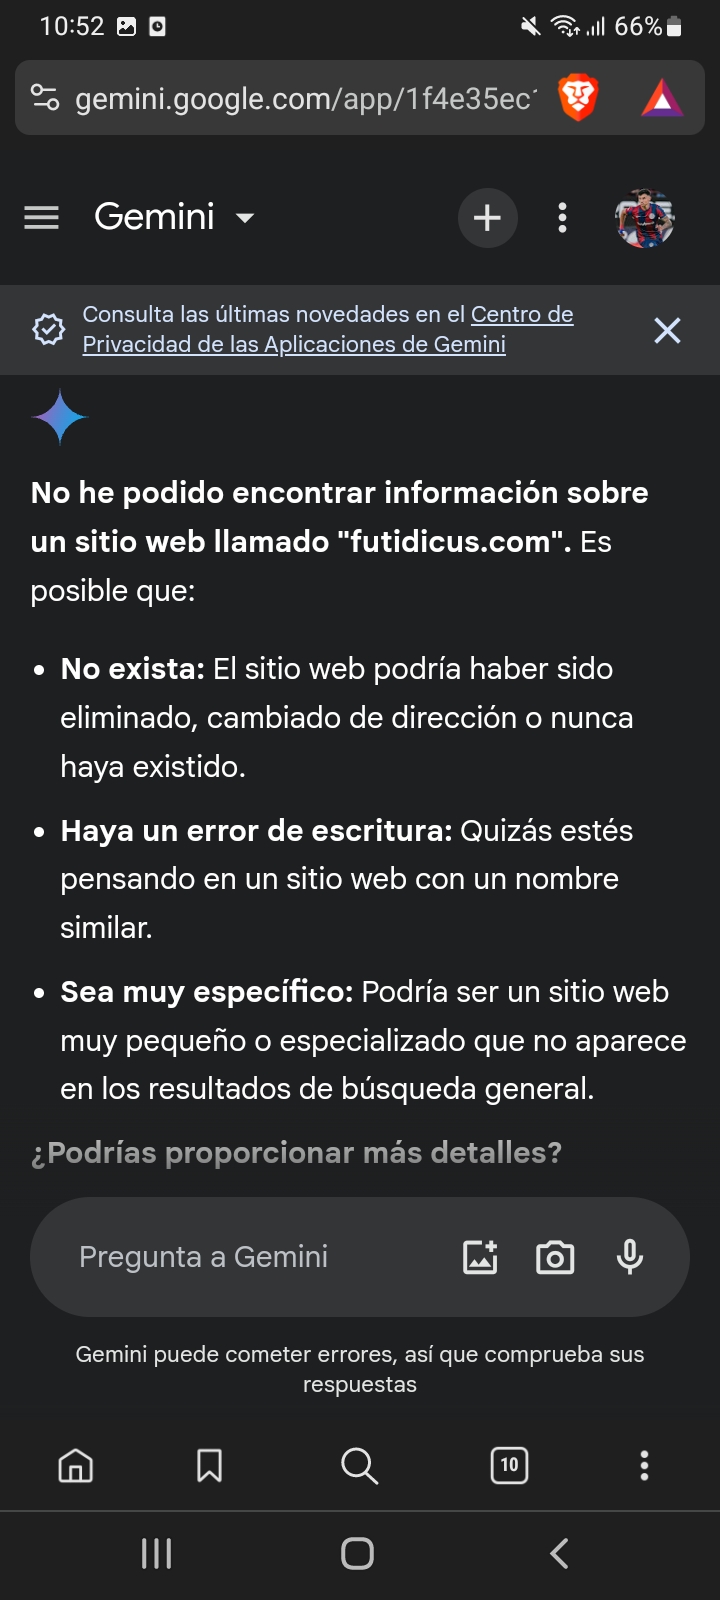 10:52
66%
gemini.google.com/app/1f4e35ec1
Gemini
Consulta las últimas novedades en el Centro de
Privacidad de las Aplicaciones de Gemini
No he podido encontrar información sobre
un sitio web llamado "futidicus.com". Es
posible que:
• No exista: El sitio web podría haber sido
eliminado, cambiado de dirección o nunca
haya existido.
• Haya un error de escritura: Quizás estés
pensando en un sitio web con un nombre
similar.
• Sea muy específico: Podría ser un sitio web
muy pequeño o especializado que no aparece
en los resultados de búsqueda general.
¿Podrías proporcionar más detalles?
Pregunta a Gemini
Gemini puede cometer errores, así que comprueba sus
respuestas
10